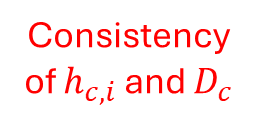 Consistency
of $h_{c,i}$ and $D_c$